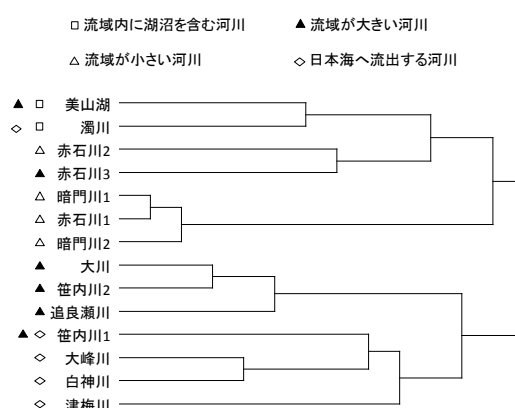 □ 流域内に湖沼を含む河川 ▲ 流域が大きい河川
△ 流域が小さい河川 ◇ 日本海へ流出する河川
▲ □ 美山湖
◇ □ 濁川
△ 赤石川2
▲ 赤石川3
△ 暗門川1
△ 赤石川1
△ 暗門川2
▲ 大川
▲ 笹内川2
▲ 追良瀬川
▲ ◇ 笹内川1
◇ 大峰川
◇ 白神川
◇ 津梅川